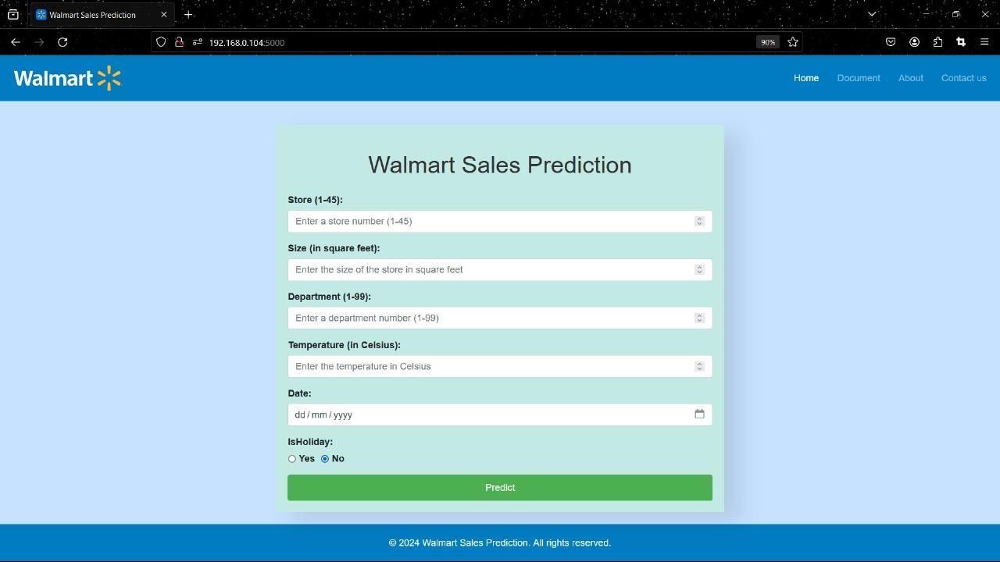 Walmart Sales Prediction
192.168.0.104:5000
90%
Walmart
Home Document About Contact us
Walmart Sales Prediction
Store (1-45):
Enter a store number (1-45)
Size (in square feet):
Enter the size of the store in square feet
Department (1-99):
Enter a department number (1-99)
Temperature (in Celsius):
Enter the temperature in Celsius
Date:
dd / mm / yyyy
IsHoliday:
Yes No
Predict
© 2024 Walmart Sales Prediction. All rights reserved.